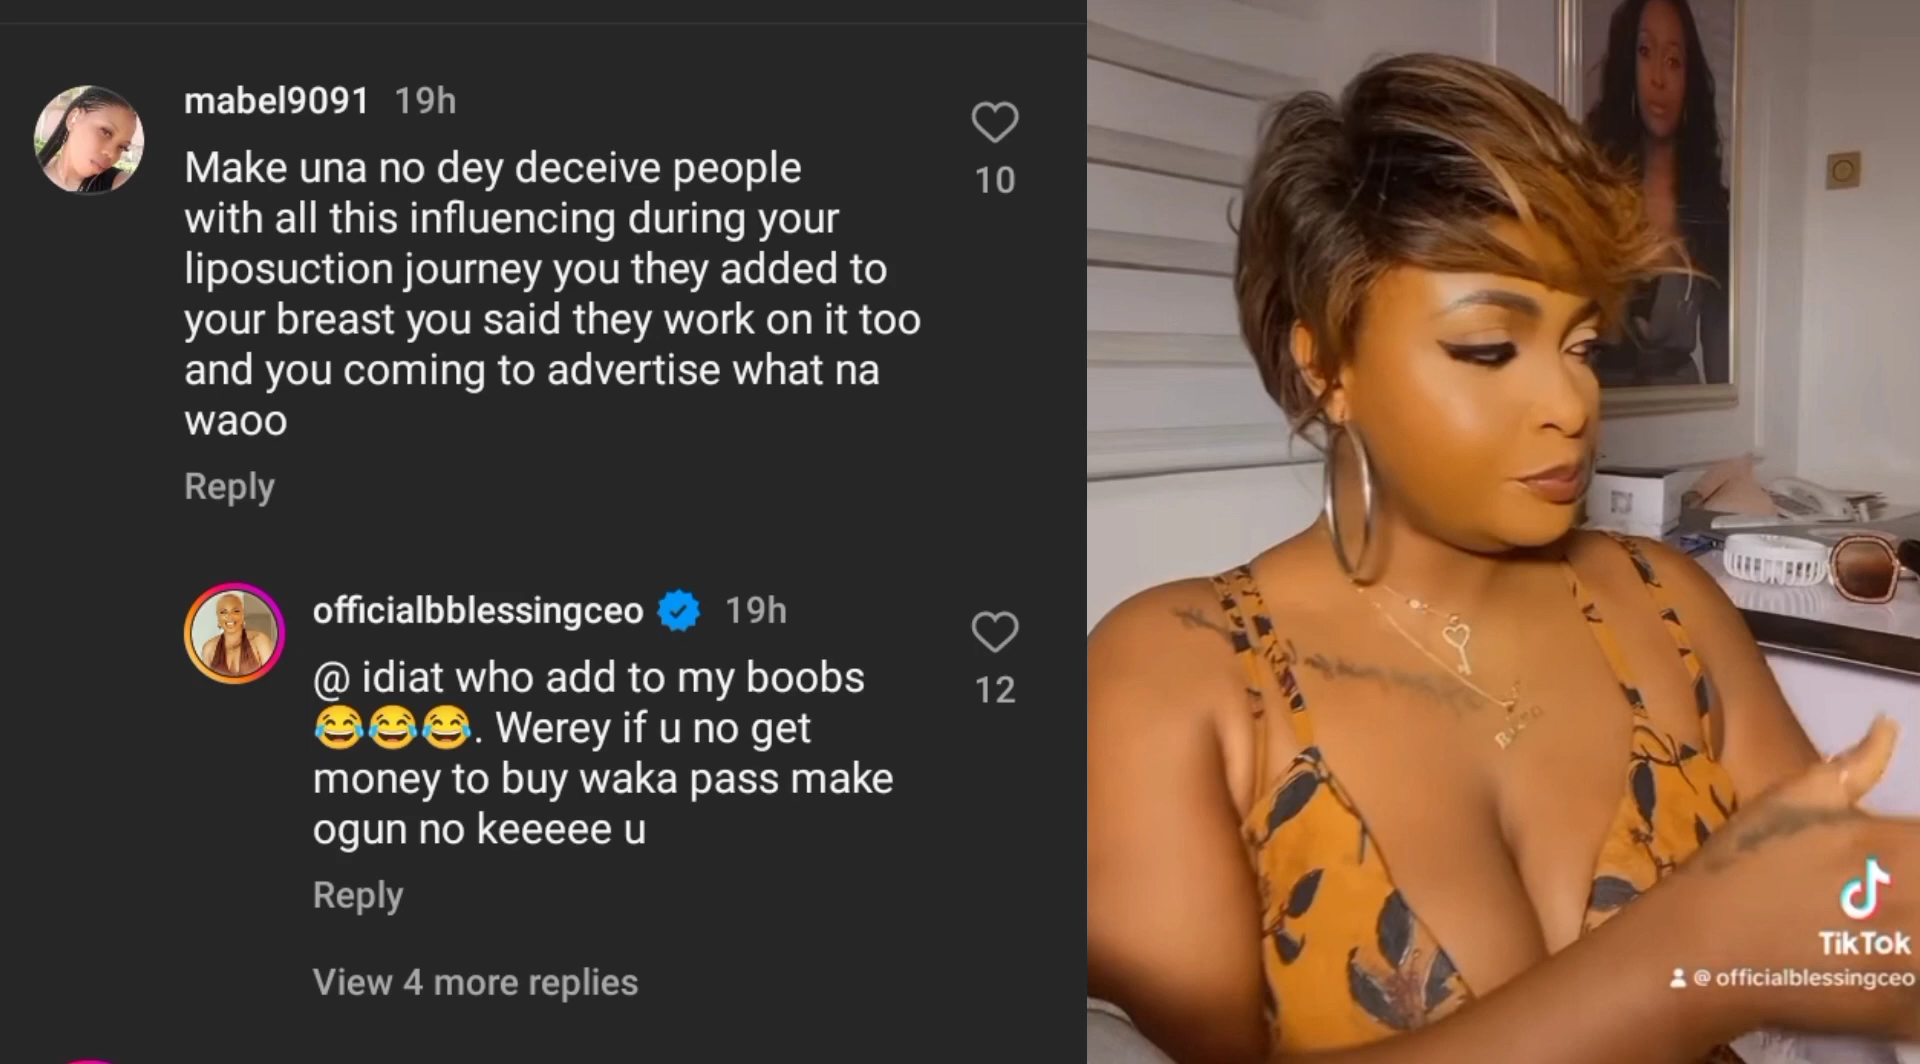 mabel9091 19h
Make una no dey deceive people
with all this influencing during your
liposuction journey you they added to
your breast you said they work on it too
and you coming to advertise what na
waoo
10
Reply
officialbblessingceo 19h
@ idiat who add to my boobs
😂😂😂. Werey if u no get
money to buy waka pass make
ogun no keeeee u
12
Reply
View 4 more replies
TikTok
@ officialblessingceo